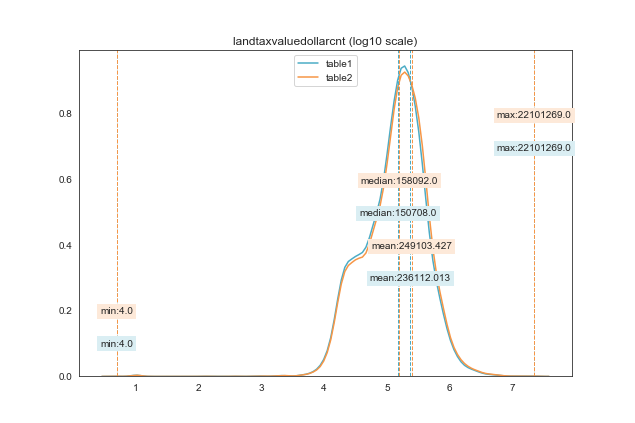 landtaxvaluedollarcnt (log10 scale)
table1
table2
0.8
max:22101269.0
max:22101269.0
0.6
median:158092.0
median:150708.0
0.4
mean:249103.427
mean:236112.013
0.2
min:4.0
min:4.0
0.0
1 2 3 4 5 6 7